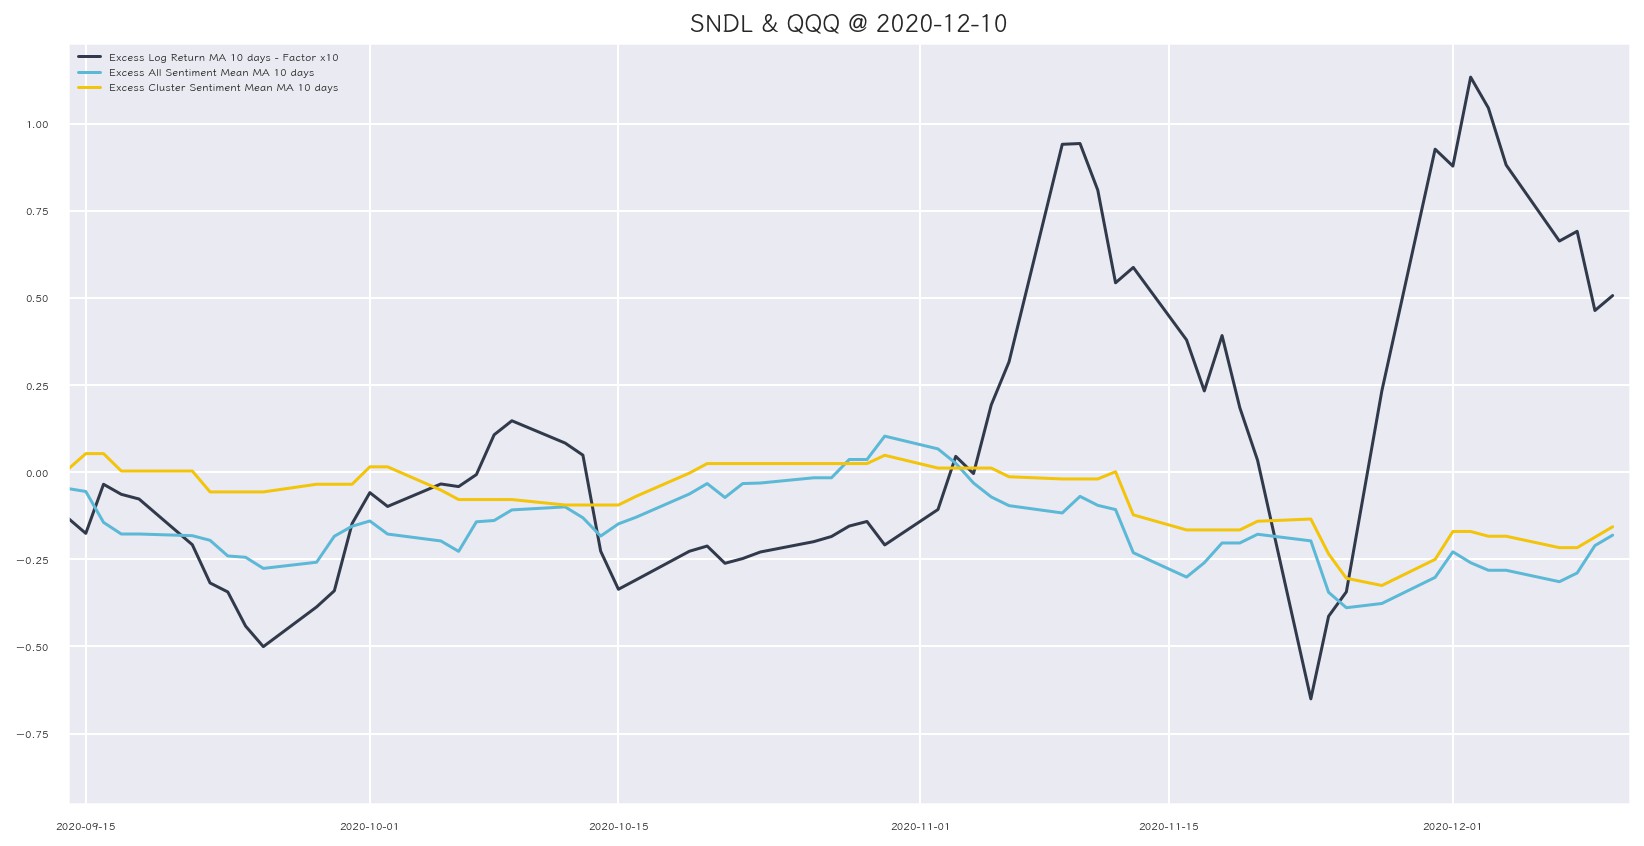 SNDL & QQQ @ 2020-12-10
Excess Log Return MA 10 days - Factor x10
Excess All Sentiment Mean MA 10 days
Excess Cluster Sentiment Mean MA 10 days
1.00
0.75
0.50
0.25
0.00
−0.25
−0.50
−0.75
2020-09-15 2020-10-01 2020-10-15 2020-11-01 2020-11-15 2020-12-01